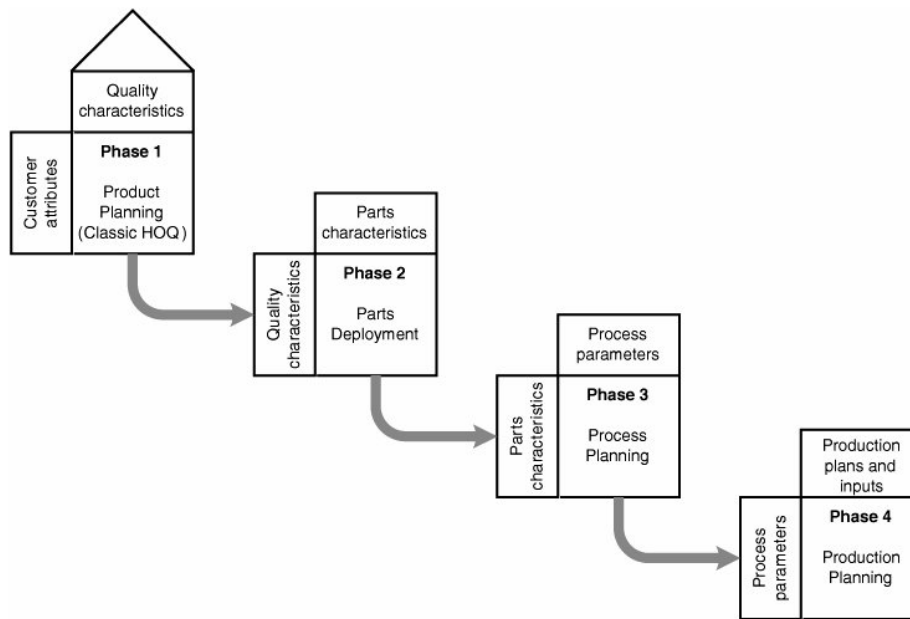 Quality
characteristics
Customer
attributes
Phase 1
Product
Planning
(Classic HOQ)
Parts
characteristics
Quality
characteristics
Phase 2
Parts
Deployment
Process
parameters
Parts
characteristics
Phase 3
Process
Planning
Production
plans and
inputs
Process
parameters
Phase 4
Production
Planning